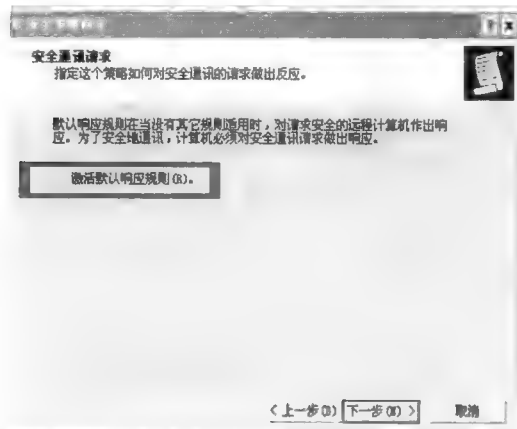 安全通讯请求
指定这个策略如何对安全通讯的请求做出反应。
默认响应规则在当没有其它规则适用时，对请求安全的远程计算机作出响
应。为了安全地通讯，计算机必须对安全通讯请求做出响应。
激活默认响应规则(R)。
< 上一步(B)
下一步(N) >
取消